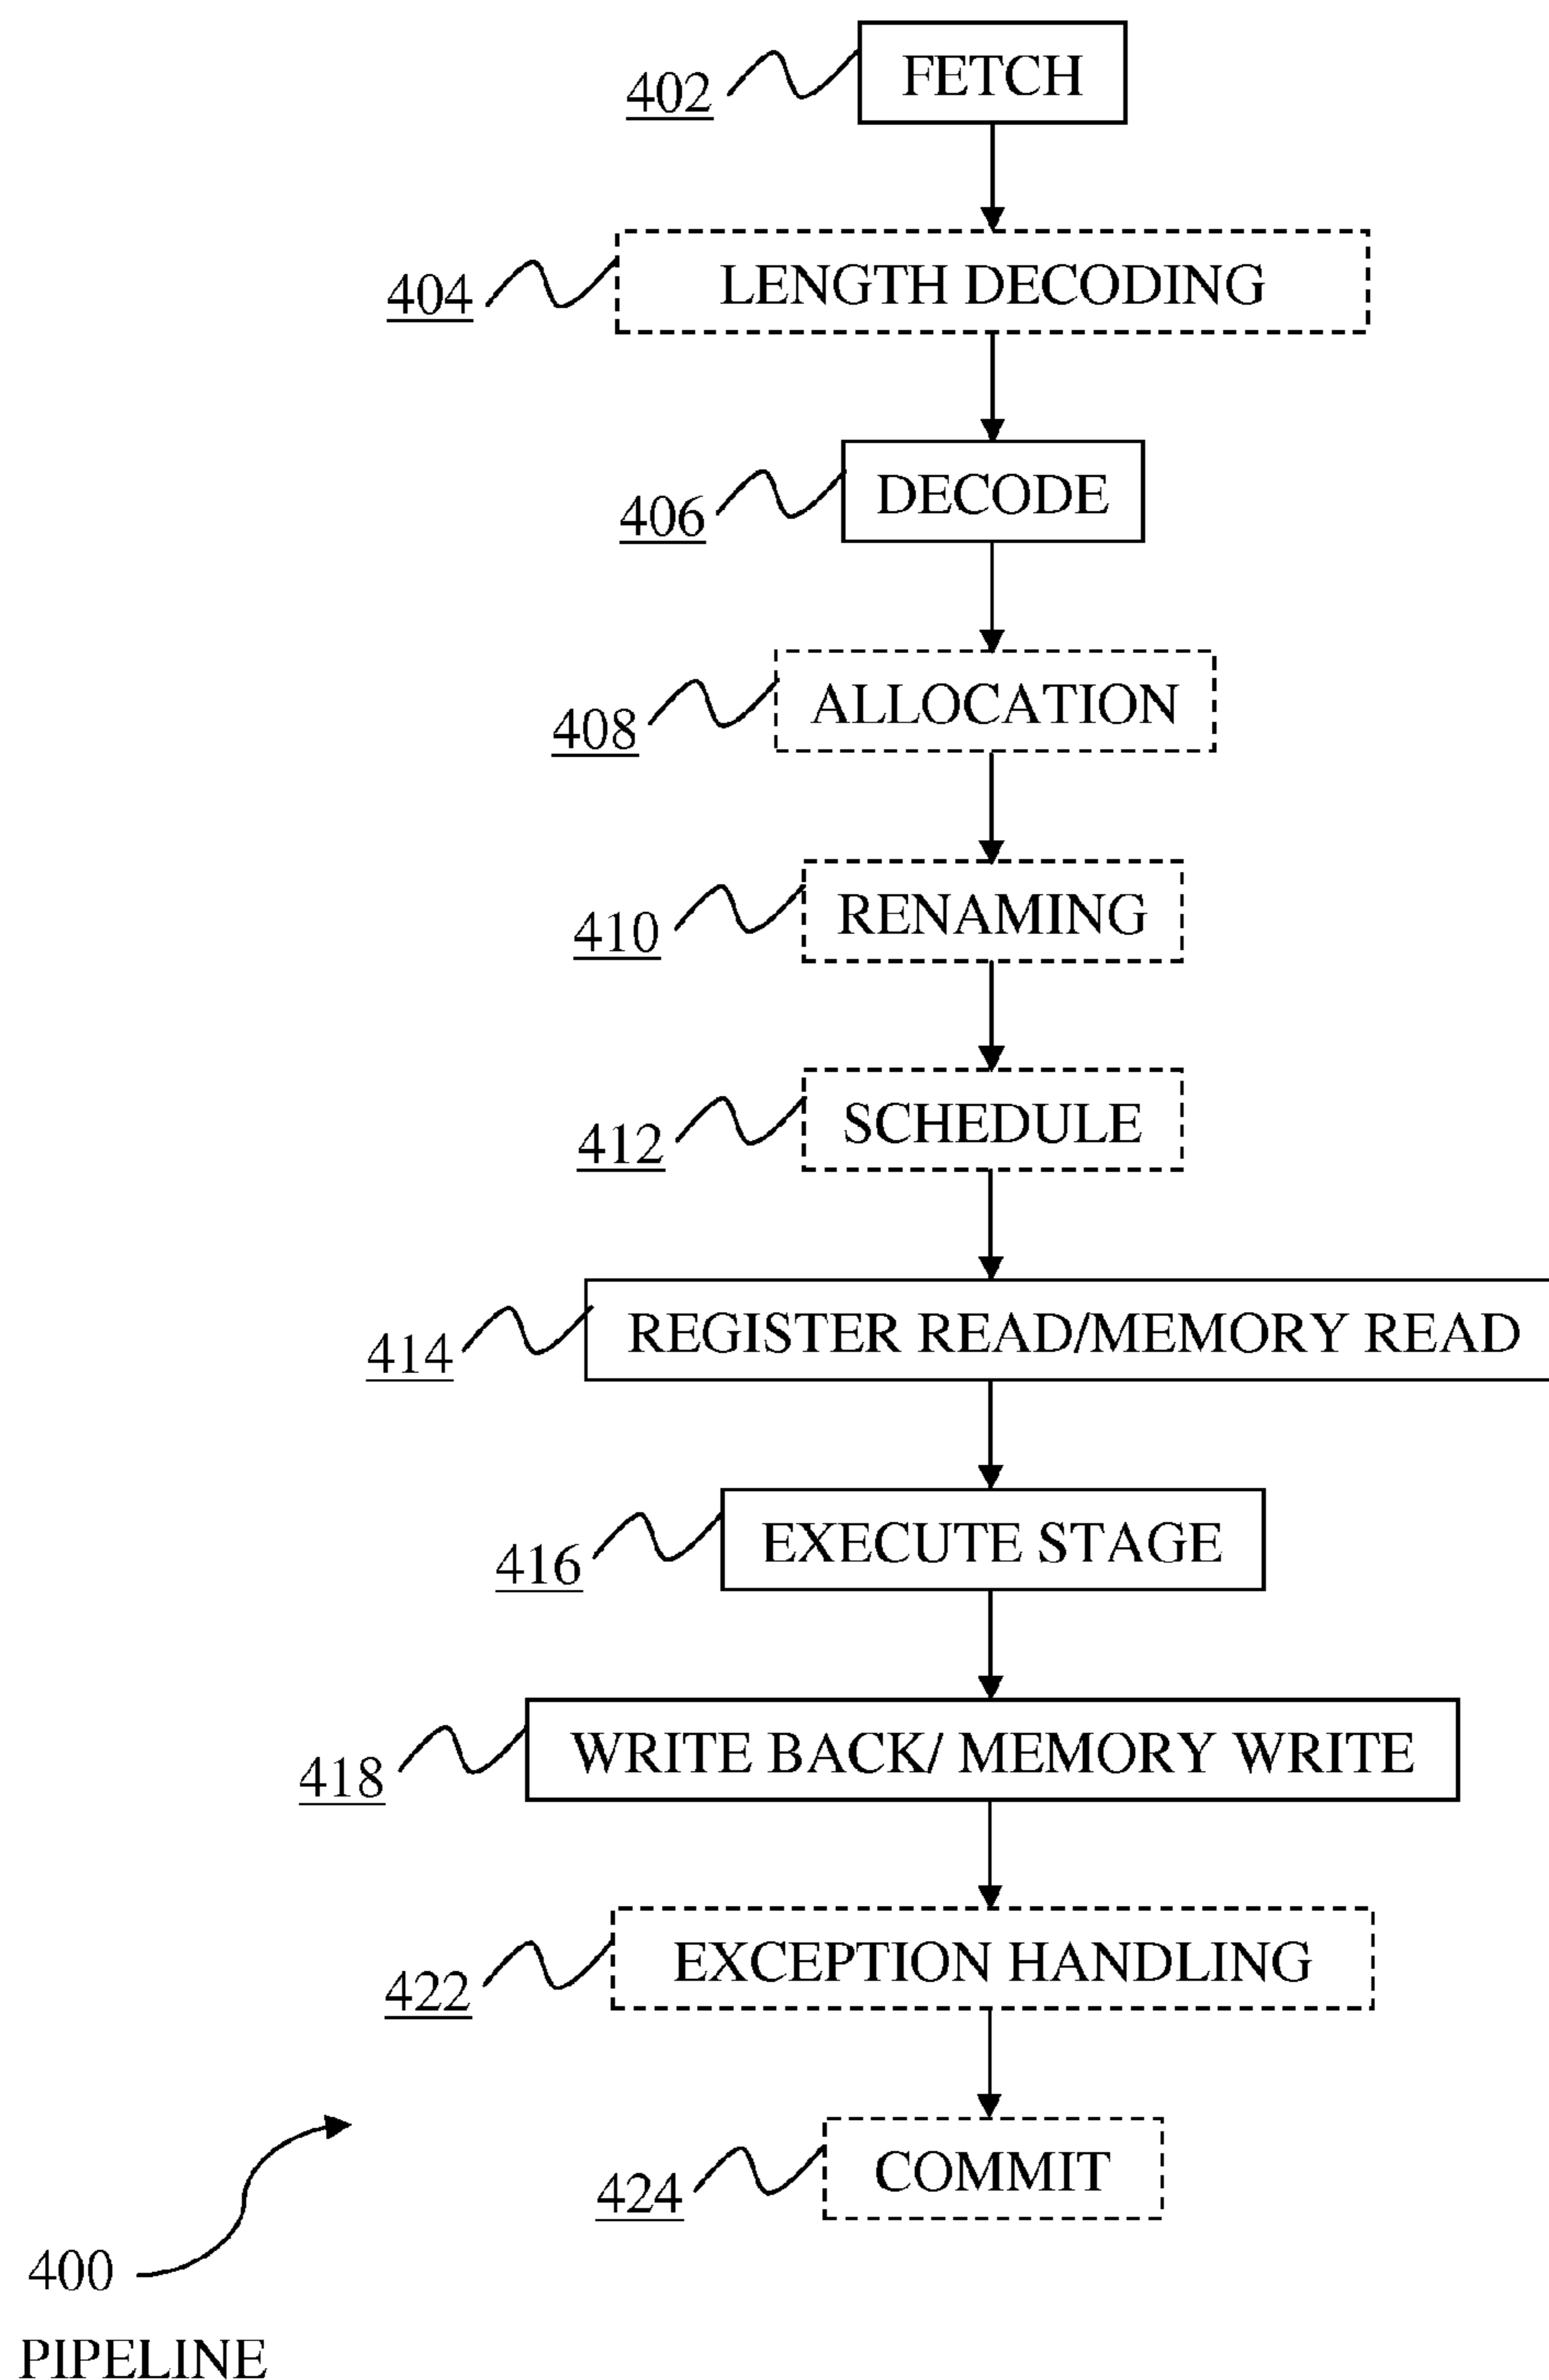 402 FETCH
404 LENGTH DECODING
406 DECODE
408 ALLOCATION
410 RENAMING
412 SCHEDULE
414 REGISTER READ/MEMORY READ
416 EXECUTE STAGE
418 WRITE BACK/ MEMORY WRITE
422 EXCEPTION HANDLING
424 COMMIT
400
PIPELINE